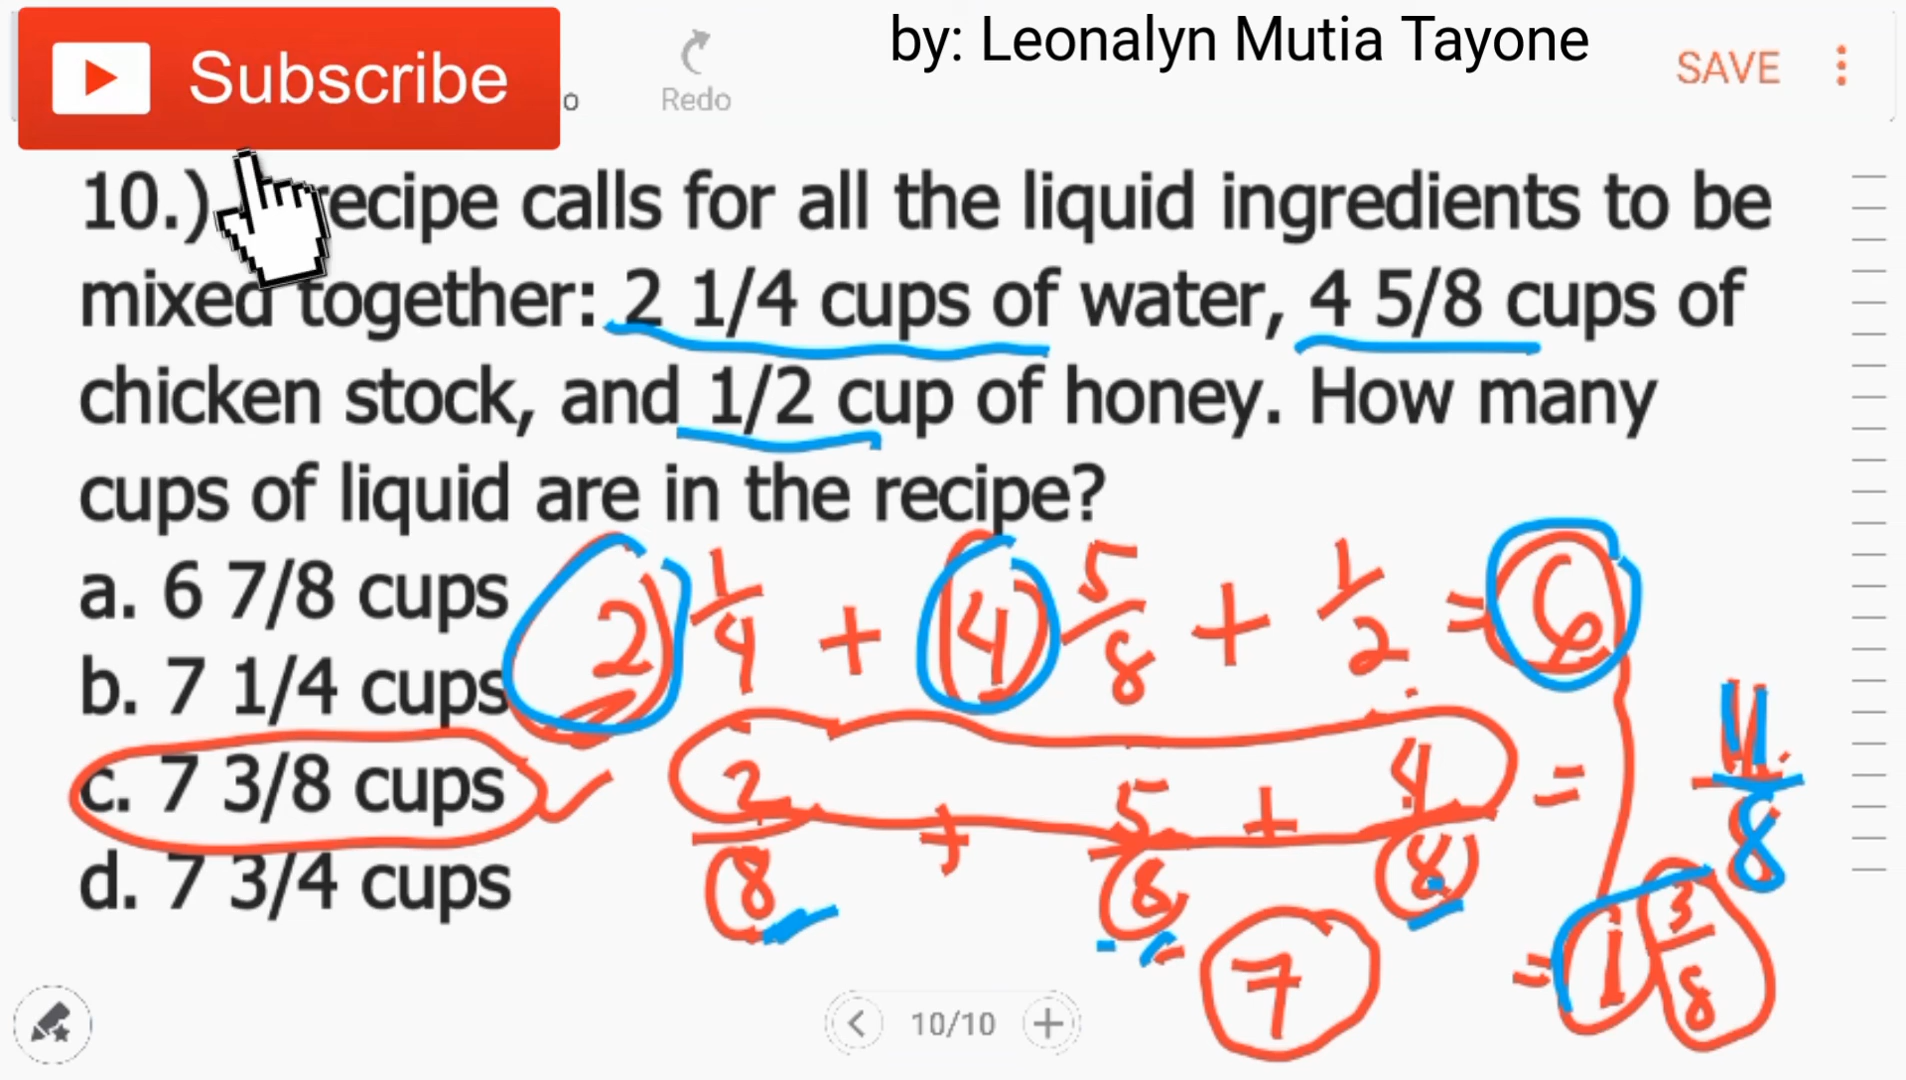 Subscribe
o
Redo
by: Leonalyn Mutia Tayone
SAVE
10.) recipe calls for all the liquid ingredients to be
mixed together: 2 1/4 cups of water, 4 5/8 cups of
chicken stock, and 1/2 cup of honey. How many
cups of liquid are in the recipe?
a. 6 7/8 cups
b. 7 1/4 cups
c. 7 3/8 cups
d. 7 3/4 cups
2 1/4 + 4 5/8 + 1/2 = 6
2/8 + 5/8 + 4/8 = 11/8
= 1 3/8
7
10/10